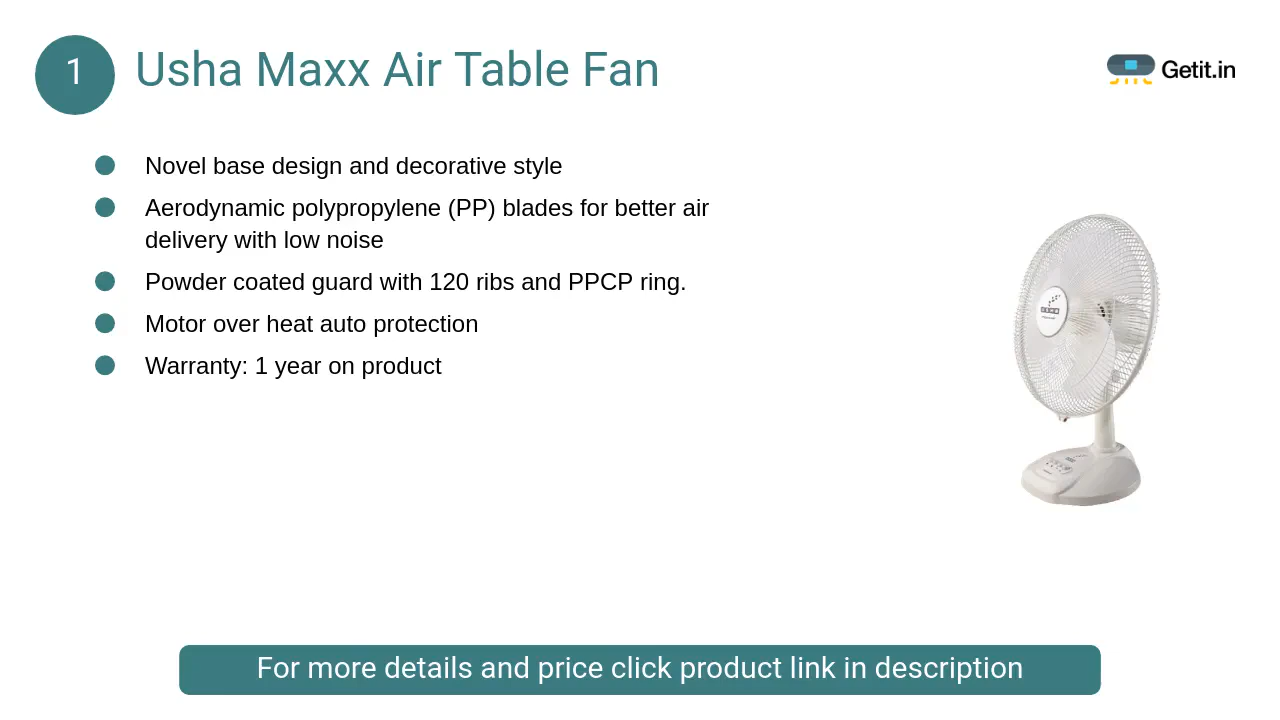 1
Usha Maxx Air Table Fan
Getit.in
Novel base design and decorative style
Aerodynamic polypropylene (PP) blades for better air
delivery with low noise
Powder coated guard with 120 ribs and PPCP ring.
Motor over heat auto protection
Warranty: 1 year on product
USHA
For more details and price click product link in description